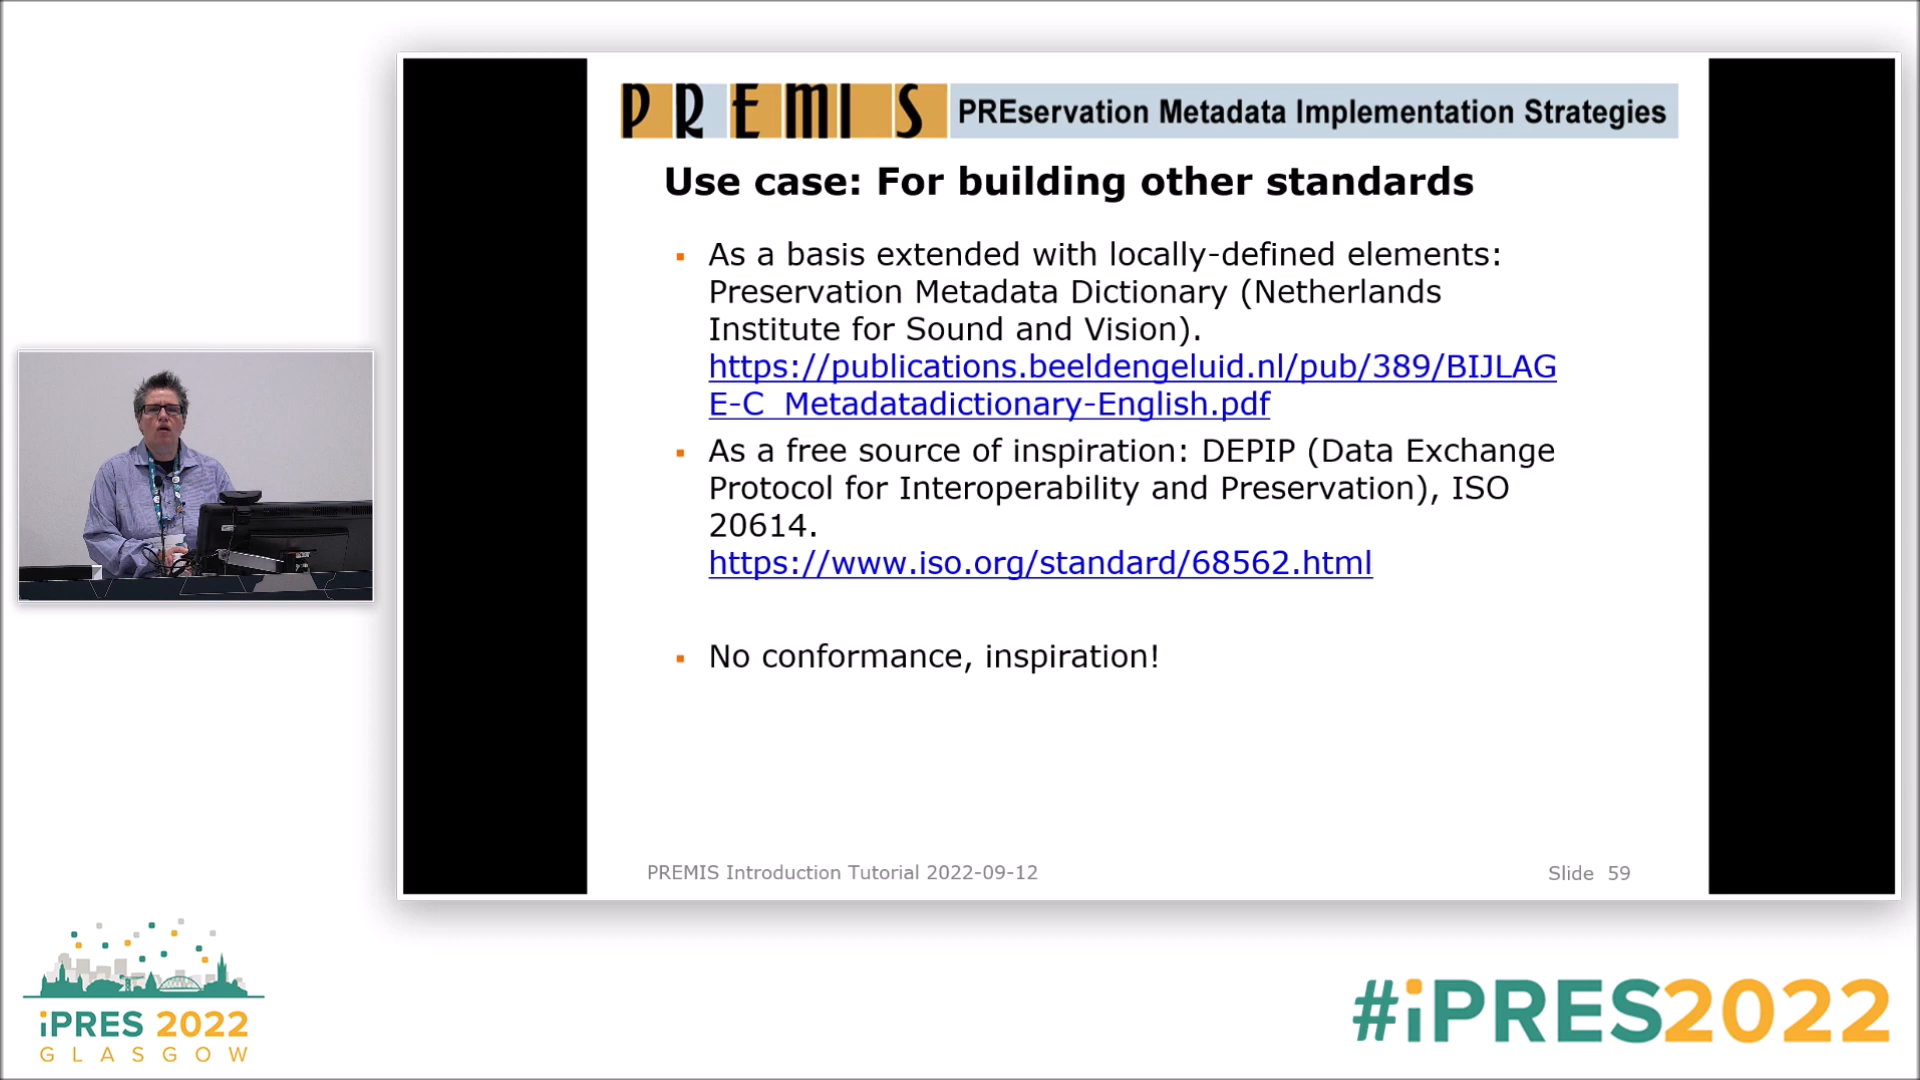 PREMIS
PREservation Metadata Implementation Strategies
Use case: For building other standards
▪ As a basis extended with locally-defined elements:
Preservation Metadata Dictionary (Netherlands
Institute for Sound and Vision).
https://publications.beeldengeluid.nl/pub/389/BIJLAG
E-C_Metadatadictionary-English.pdf
▪ As a free source of inspiration: DEPIP (Data Exchange
Protocol for Interoperability and Preservation), ISO
20614.
https://www.iso.org/standard/68562.html
▪ No conformance, inspiration!
PREMIS Introduction Tutorial 2022-09-12
Slide 59
iPRES 2022
GLASGOW
#iPRES2022